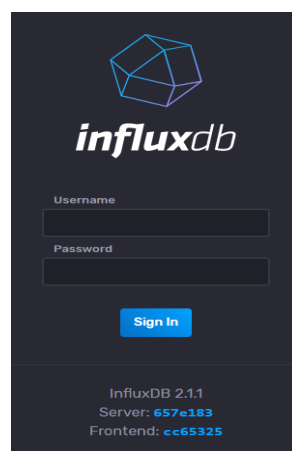 influxdb
Username
Password
Sign In
InfluxDB 2.1.1
Server: 657e183
Frontend: cc65325